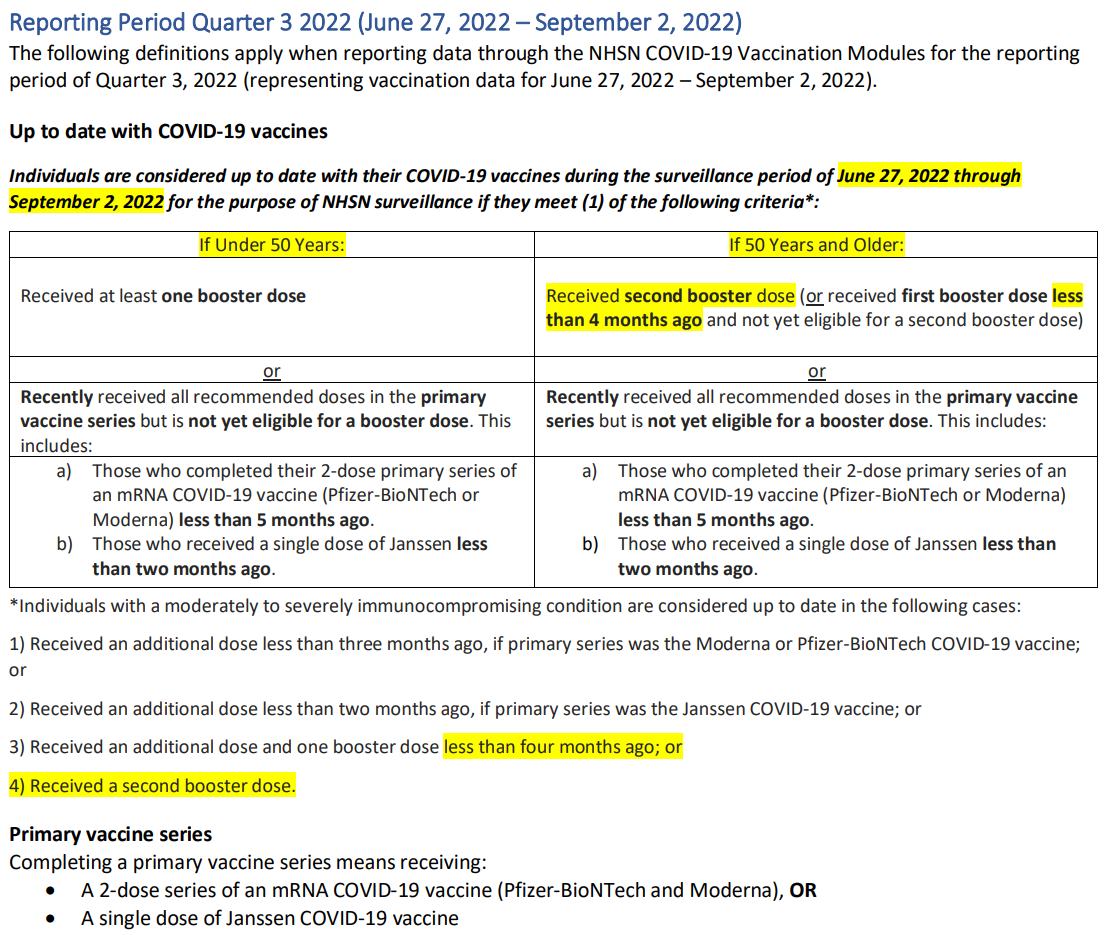 Reporting Period Quarter 3 2022 (June 27, 2022 – September 2, 2022)
The following definitions apply when reporting data through the NHSN COVID-19 Vaccination Modules for the reporting
period of Quarter 3, 2022 (representing vaccination data for June 27, 2022 – September 2, 2022).
Up to date with COVID-19 vaccines
Individuals are considered up to date with their COVID-19 vaccines during the surveillance period of June 27, 2022 through
September 2, 2022 for the purpose of NHSN surveillance if they meet (1) of the following criteria*:
If Under 50 Years:
Received at least one booster dose
or
Recently received all recommended doses in the primary
vaccine series but is not yet eligible for a booster dose. This
includes:
a) Those who completed their 2-dose primary series of
an mRNA COVID-19 vaccine (Pfizer-BioNTech or
Moderna) less than 5 months ago.
b) Those who received a single dose of Janssen less
than two months ago.
If 50 Years and Older:
Received second booster dose (or received first booster dose less
than 4 months ago and not yet eligible for a second booster dose)
or
Recently received all recommended doses in the primary vaccine
series but is not yet eligible for a booster dose. This includes:
a) Those who completed their 2-dose primary series of an
mRNA COVID-19 vaccine (Pfizer-BioNTech or Moderna)
less than 5 months ago.
b) Those who received a single dose of Janssen less than
two months ago.
*Individuals with a moderately to severely immunocompromising condition are considered up to date in the following cases:
1) Received an additional dose less than three months ago, if primary series was the Moderna or Pfizer-BioNTech COVID-19 vaccine;
or
2) Received an additional dose less than two months ago, if primary series was the Janssen COVID-19 vaccine; or
3) Received an additional dose and one booster dose less than four months ago; or
4) Received a second booster dose.
Primary vaccine series
Completing a primary vaccine series means receiving:
• A 2-dose series of an mRNA COVID-19 vaccine (Pfizer-BioNTech and Moderna), OR
• A single dose of Janssen COVID-19 vaccine